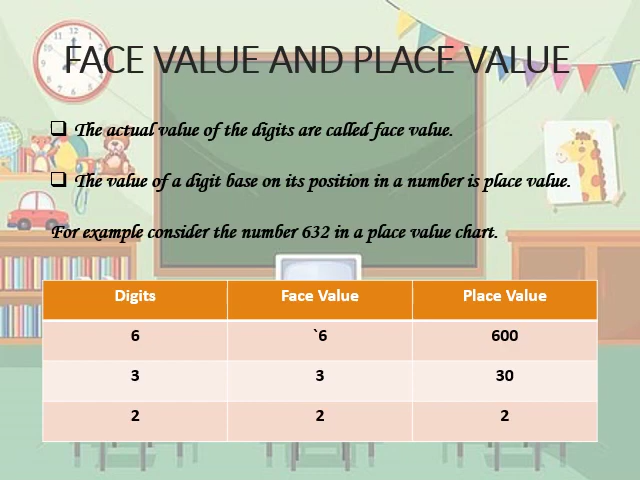 FACE VALUE AND PLACE VALUE
❑ The actual value of the digits are called face value.
❑ The value of a digit base on its position in a number is place value.
For example consider the number 632 in a place value chart.
Digits Face Value Place Value
6 `6 600
3 3 30
2 2 2